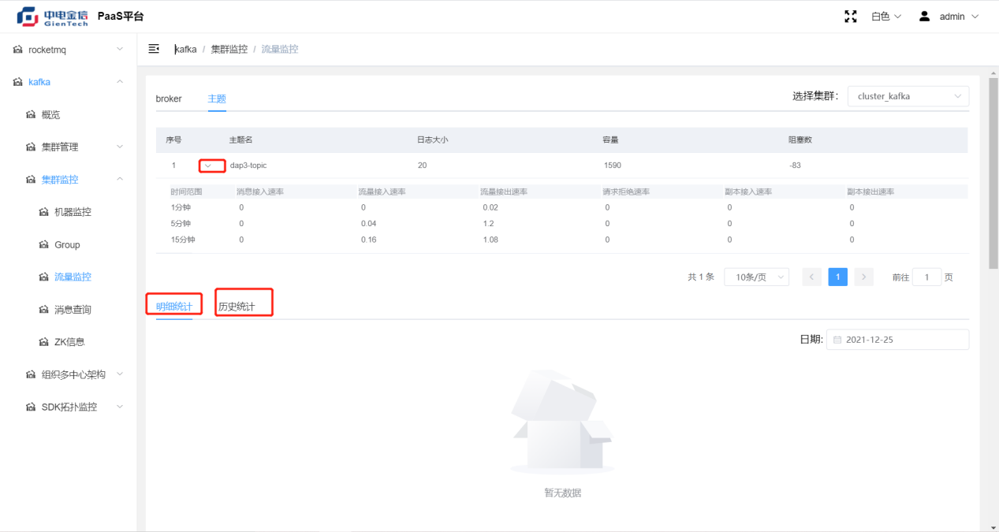 中电金信 GienTech PaaS平台 白色 admin
rocketmq
kafka / 集群监控 / 流量监控
kafka
概览
集群管理
集群监控
机器监控
Group
流量监控
消息查询
ZK信息
组织多中心架构
SDK拓扑监控
broker 主题 选择集群： cluster_kafka
序号 主题名 日志大小 容量 阻塞数
1 dap3-topic 20 1590 -83
时间范围 消息接入速率 流量接入速率 流量接出速率 请求拒绝速率 副本接入速率 副本接出速率
1分钟 0 0 0.02 0 0 0
5分钟 0 0.04 1.2 0 0 0
15分钟 0 0.16 1.08 0 0 0
共 1 条 10条/页 1 前往 1 页
明细统计 历史统计
日期: 2021-12-25
暂无数据